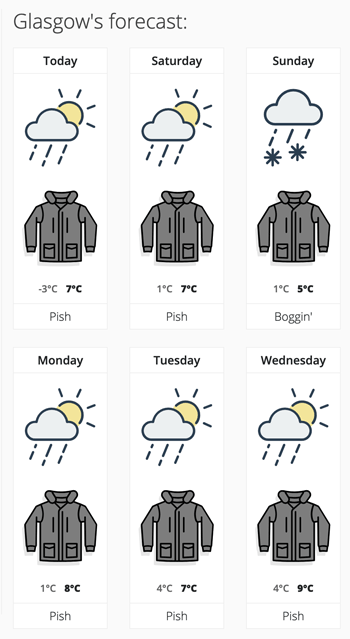 Glasgow's forecast:
Today
-3°C 7°C
Pish
Saturday
1°C 7°C
Pish
Sunday
1°C 5°C
Boggin'
Monday
1°C 8°C
Pish
Tuesday
4°C 7°C
Pish
Wednesday
4°C 9°C
Pish